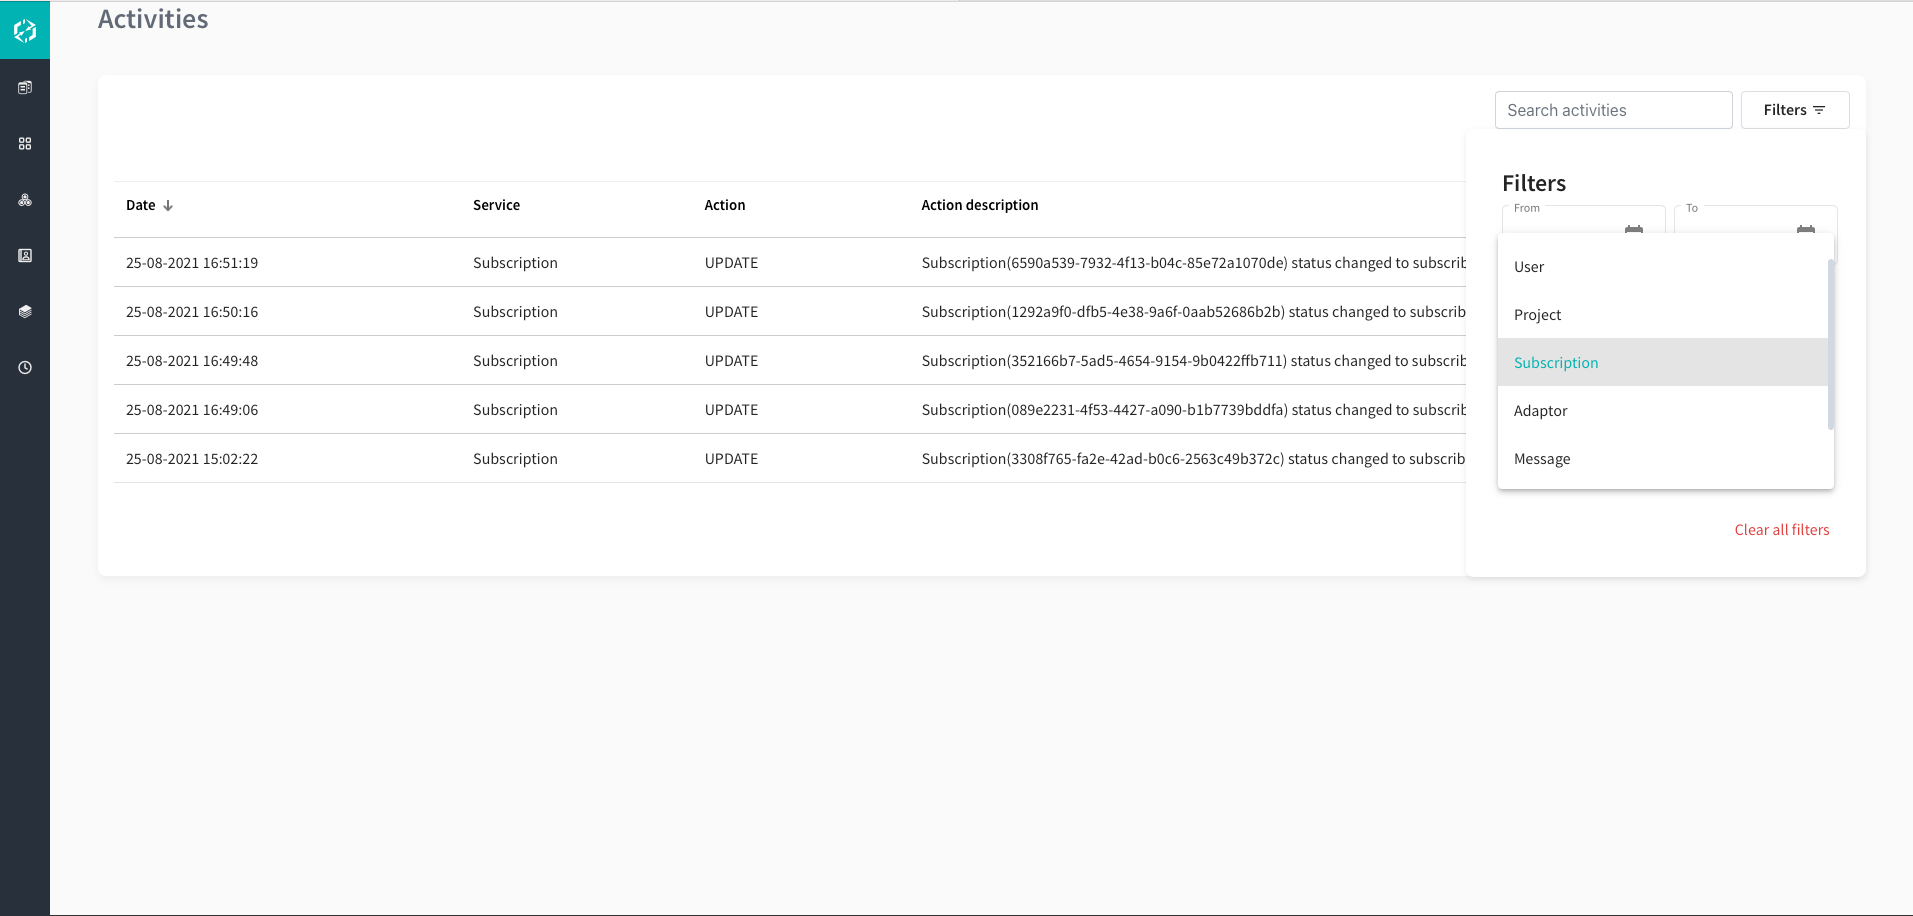 Activities
Search activities
Filters
Filters
From
To
Date Service Action Action description
25-08-2021 16:51:19 Subscription UPDATE Subscription(6590a539-7932-4f13-b04c-85e72a1070de) status changed to subscrib
25-08-2021 16:50:16 Subscription UPDATE Subscription(1292a9f0-dfb5-4e38-9a6f-0aab52686b2b) status changed to subscrib
25-08-2021 16:49:48 Subscription UPDATE Subscription(352166b7-5ad5-4654-9154-9b0422ffb711) status changed to subscrib
25-08-2021 16:49:06 Subscription UPDATE Subscription(089e2231-4f53-4427-a090-b1b7739bddfa) status changed to subscrib
25-08-2021 15:02:22 Subscription UPDATE Subscription(3308f765-fa2e-42ad-b0c6-2563c49b372c) status changed to subscrib
User
Project
Subscription
Adaptor
Message
Clear all filters